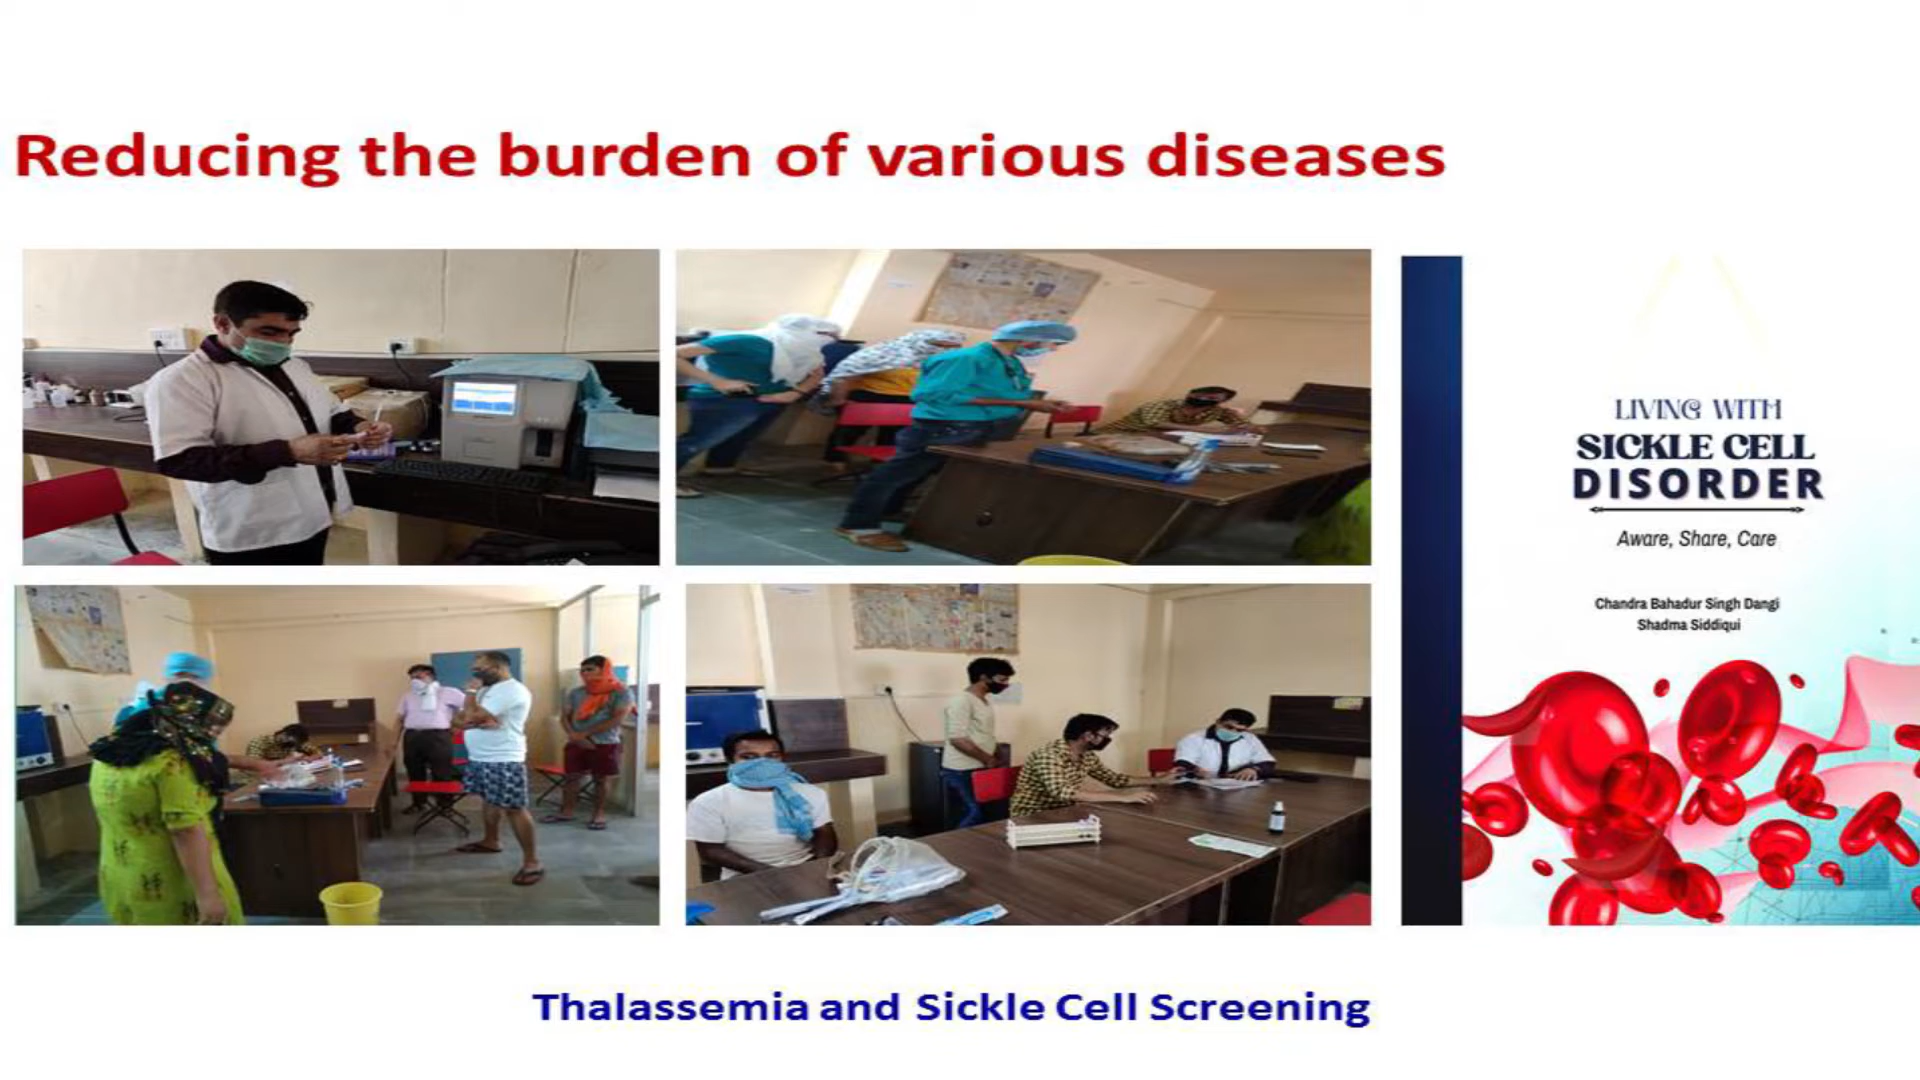 Reducing the burden of various diseases
LIVING WITH
SICKLE CELL
DISORDER
Aware, Share, Care
Chandra Bahadur Singh Dangi
Shadma Siddiqui
Thalassemia and Sickle Cell Screening